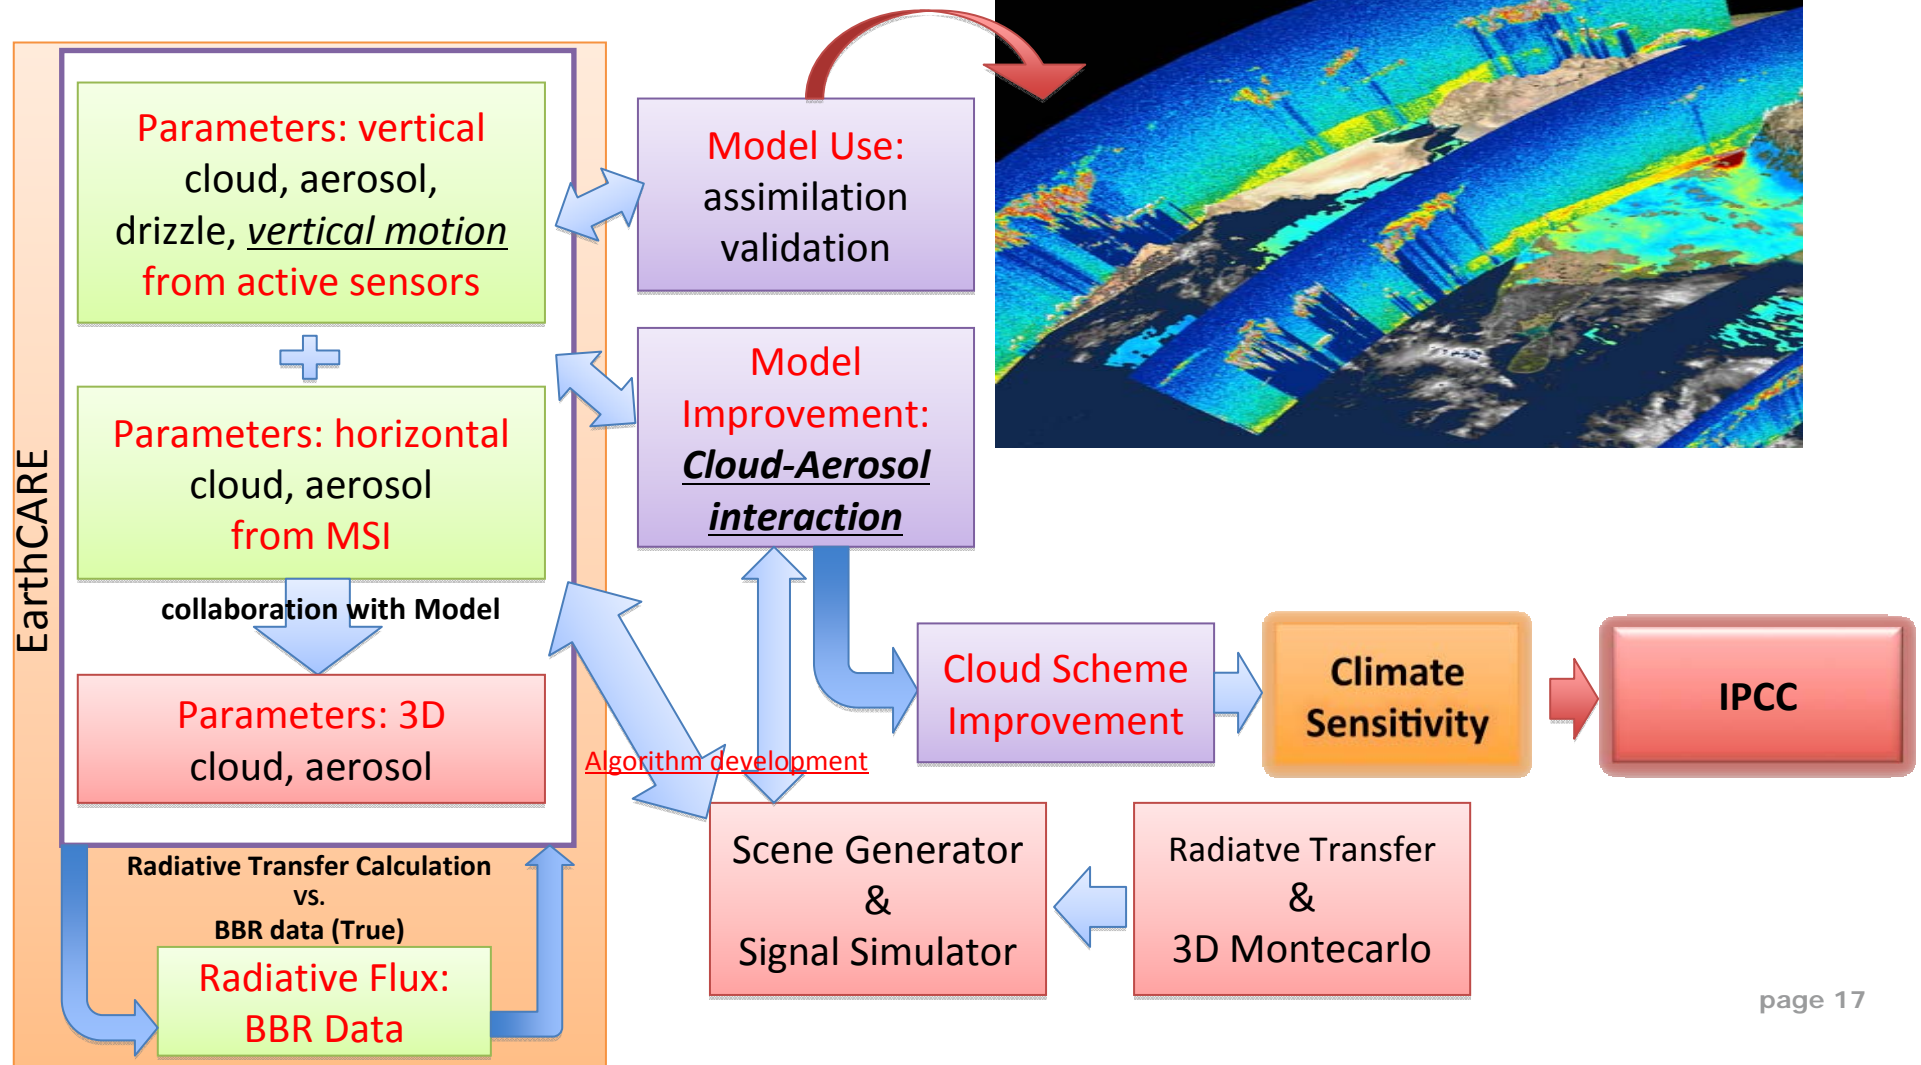 EarthCARE
Parameters: vertical
cloud, aerosol,
drizzle, vertical motion
from active sensors
Parameters: horizontal
cloud, aerosol
from MSI
collaboration with Model
Parameters: 3D
cloud, aerosol
Radiative Transfer Calculation
vs.
BBR data (True)
Radiative Flux:
BBR Data
Model Use:
assimilation
validation
Model
Improvement:
Cloud-Aerosol
interaction
Algorithm development
Cloud Scheme
Improvement
Climate
Sensitivity
IPCC
Scene Generator
&
Signal Simulator
Radiatve Transfer
&
3D Montecarlo
page 17